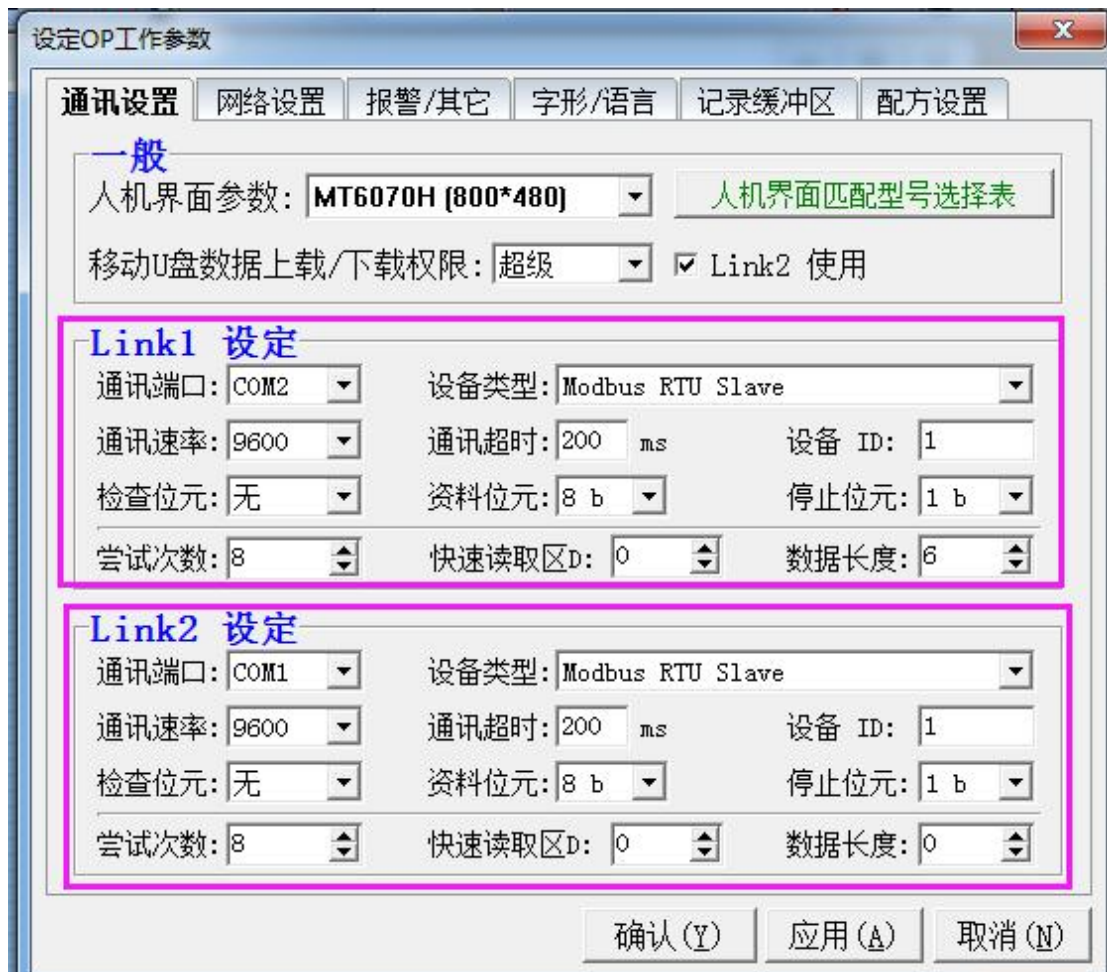 设定OP工作参数
通讯设置 网络设置 报警/其它 字形/语言 记录缓冲区 配方设置
一般
人机界面参数: MT6070H (800*480) 人机界面匹配型号选择表
移动U盘数据上载/下载权限: 超级 Link2 使用
Link1 设定
通讯端口: COM2 设备类型: Modbus RTU Slave
通讯速率: 9600 通讯超时: 200 ms 设备 ID: 1
检查位元: 无 资料位元: 8 b 停止位元: 1 b
尝试次数: 8 快速读取区D: 0 数据长度: 6
Link2 设定
通讯端口: COM1 设备类型: Modbus RTU Slave
通讯速率: 9600 通讯超时: 200 ms 设备 ID: 1
检查位元: 无 资料位元: 8 b 停止位元: 1 b
尝试次数: 8 快速读取区D: 0 数据长度: 0
确认(Y) 应用(A) 取消(N)